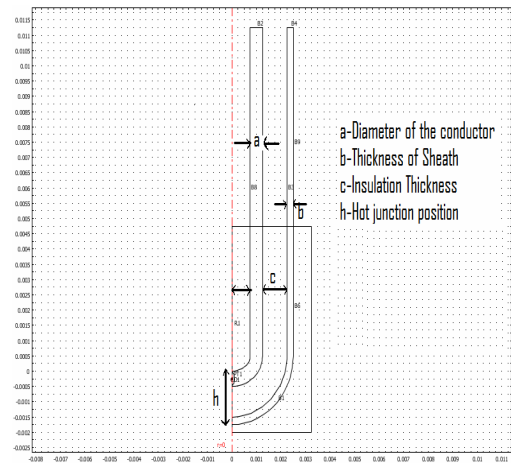 0.0115
0.011
0.0105
0.01
0.0095
0.009
0.0085
0.008
0.0075
0.007
0.0065
0.006
0.0055
0.005
0.0045
0.004
0.0035
0.003
0.0025
0.002
0.0015
0.001
0.0005
0
-0.0005
-0.001
-0.0015
-0.002
-0.0025
B2
B4
a
B9
B8
B3
b
c
B6
R1
h
B1
r=0
a-Diameter of the conductor
b-Thickness of Sheath
c-Insulation Thickness
h-Hot junction position
-0.008 -0.007 -0.006 -0.005 -0.004 -0.003 -0.002 -0.001 0 0.001 0.002 0.003 0.004 0.005 0.006 0.007 0.008 0.009 0.01 0.011